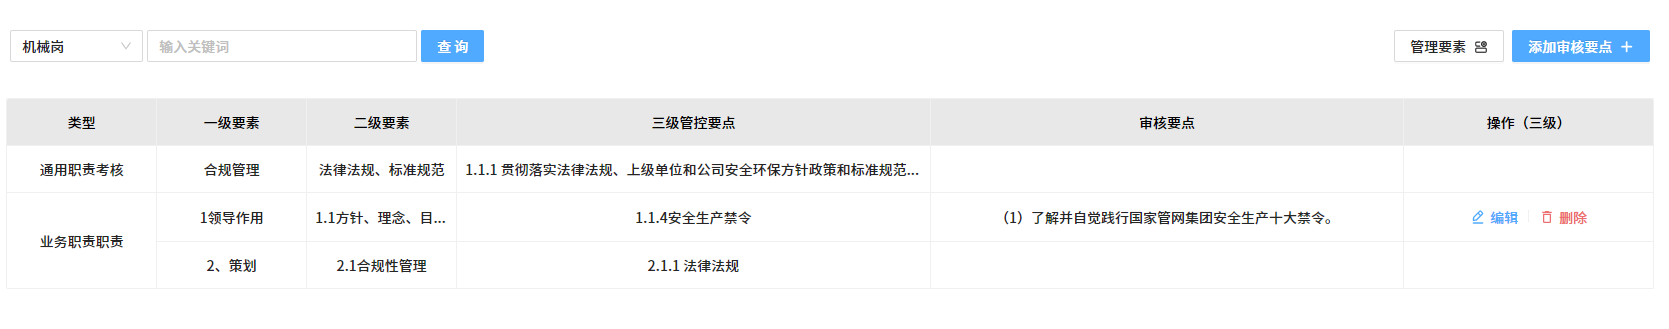 机械岗 输入关键词 查 询 管理要素 添加审核要点
类型 一级要素 二级要素 三级管控要点 审核要点 操作（三级）
通用职责考核 合规管理 法律法规、标准规范 1.1.1 贯彻落实法律法规、上级单位和公司安全环保方针政策和标准规范...
业务职责职责 1领导作用 1.1方针、理念、目... 1.1.4安全生产禁令 （1）了解并自觉践行国家管网集团安全生产十大禁令。 编辑 删除
2、策划 2.1合规性管理 2.1.1 法律法规